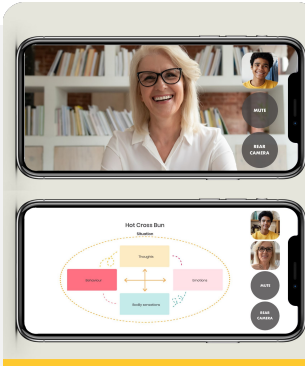 MUTE
REAR
CAMERA
Hot Cross Bun
Situation
Thoughts
Behaviour
Emotions
Bodily sensations
MUTE
REAR
CAMERA